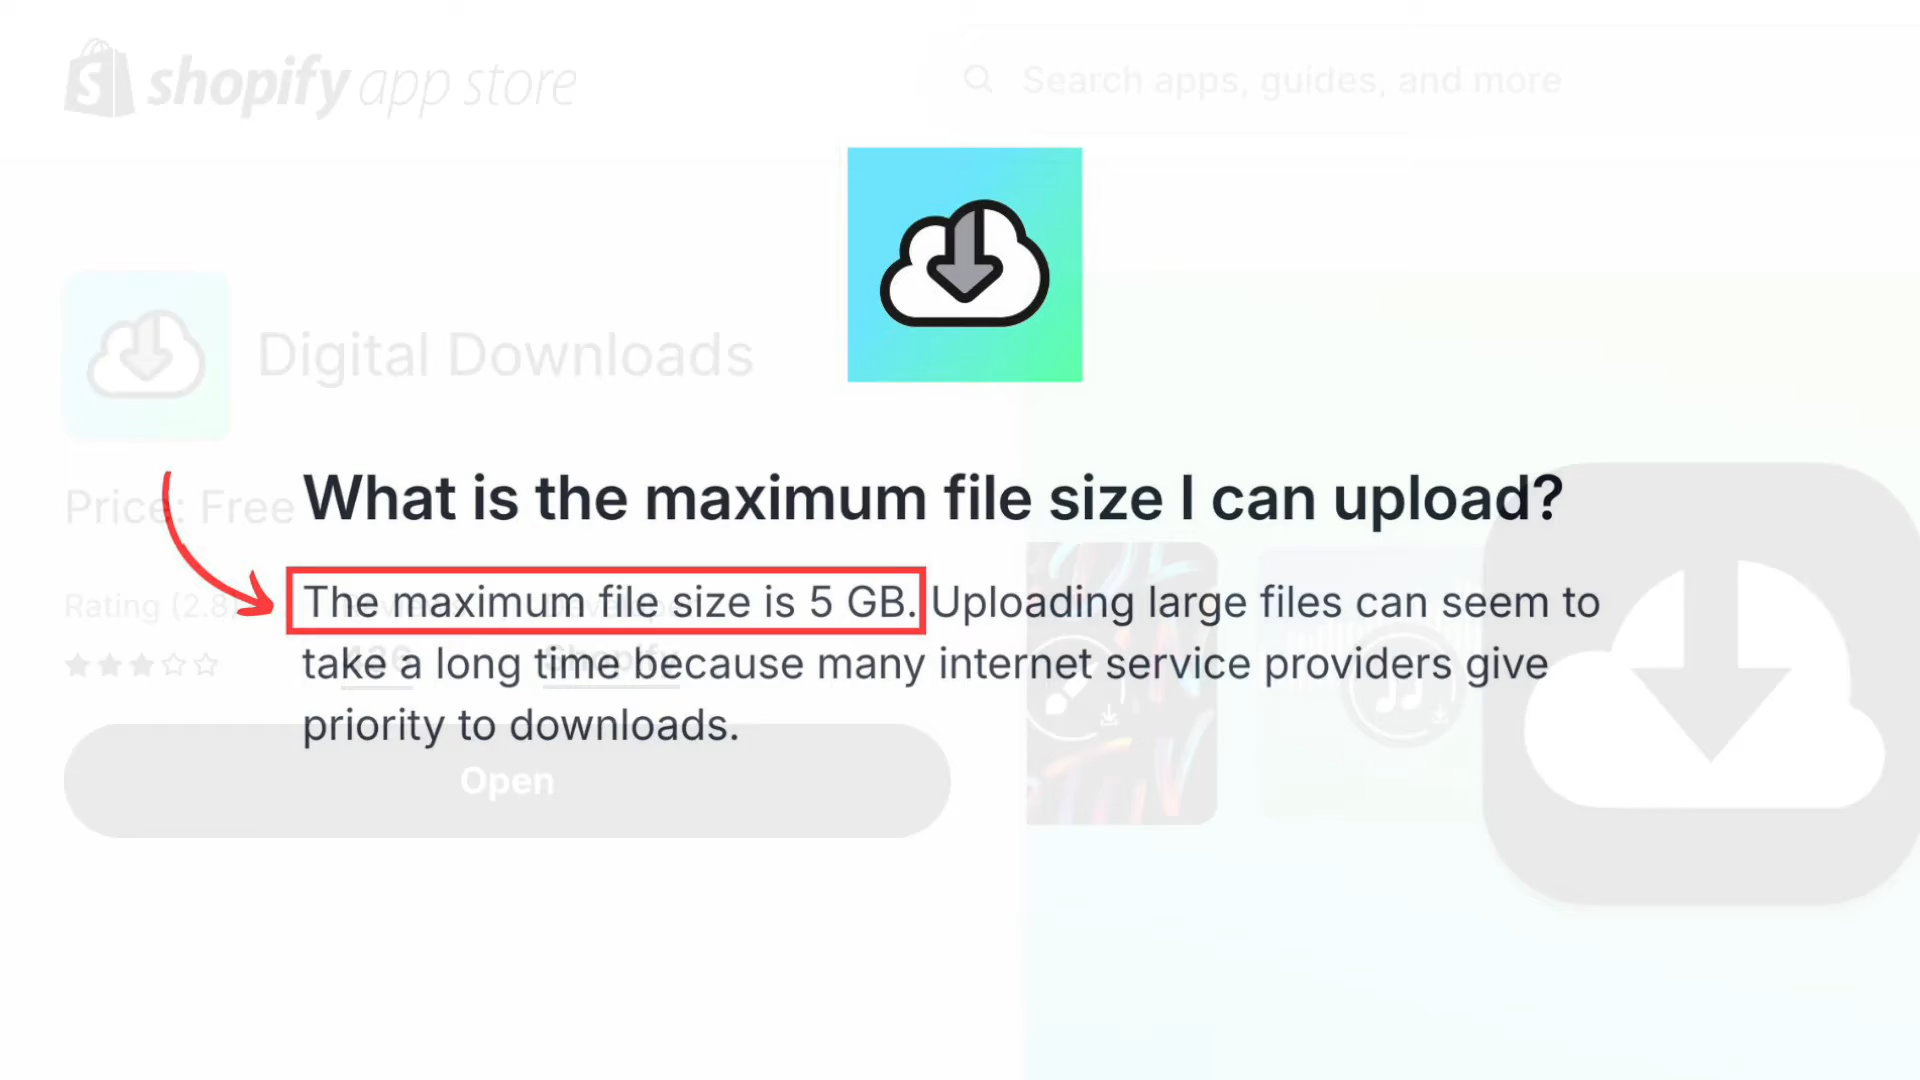 shopify app store
Search apps, guides, and more
Digital Downloads
What is the maximum file size I can upload?
Price: Free
The maximum file size is 5 GB. Uploading large files can seem to
Rating (2.8)
take a long time because many internet service providers give
Shopify
priority to downloads.
Open